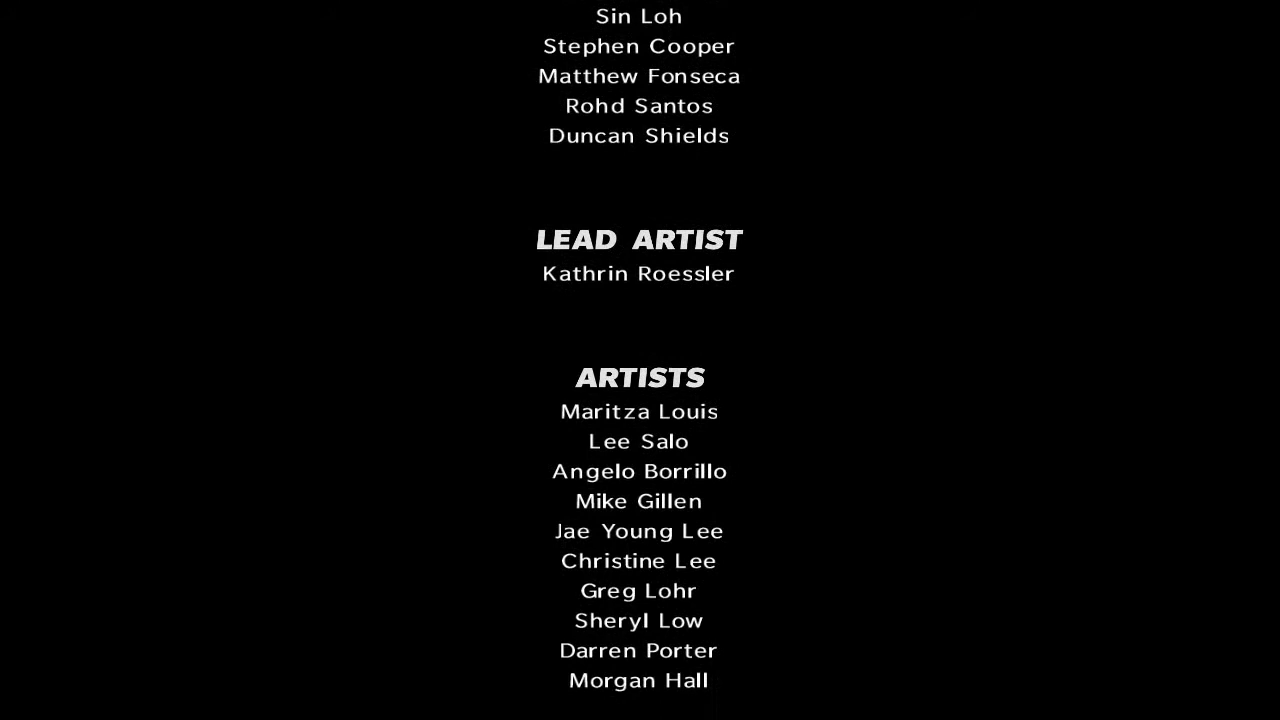 Sin Loh
Stephen Cooper
Matthew Fonseca
Rohd Santos
Duncan Shields
LEAD ARTIST
Kathrin Roessler
ARTISTS
Maritza Louis
Lee Salo
Angelo Borrillo
Mike Gillen
Jae Young Lee
Christine Lee
Greg Lohr
Sheryl Low
Darren Porter
Morgan Hall